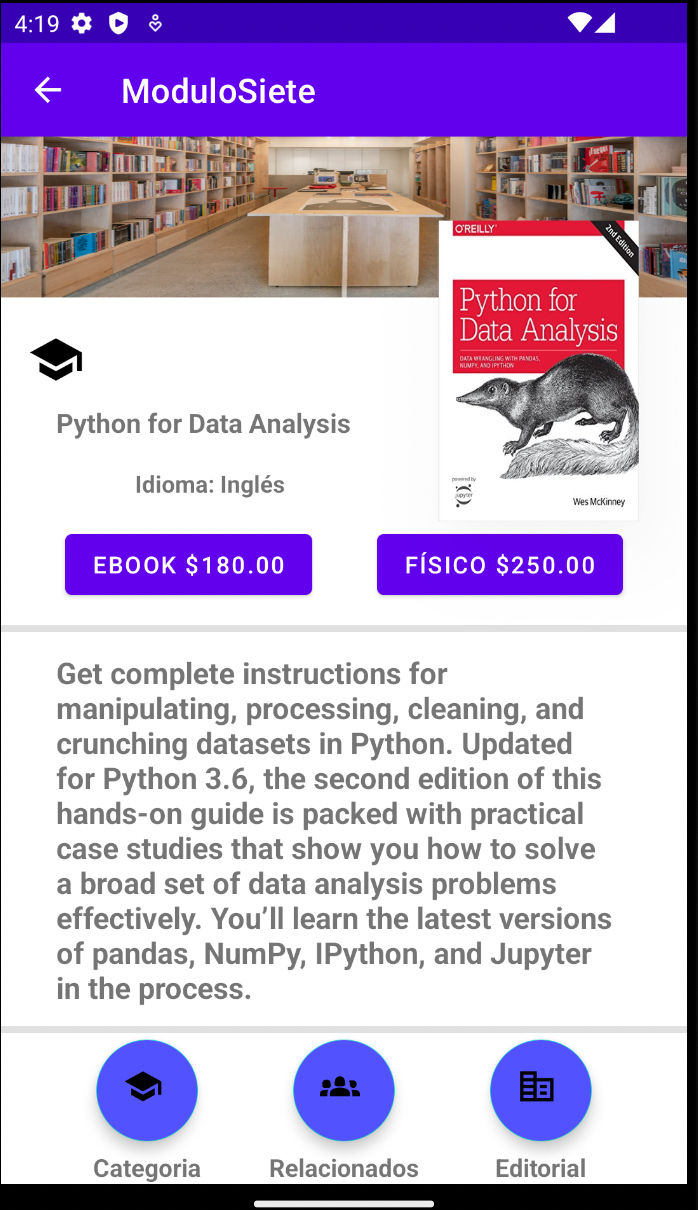 4:19
ModuloSiete
O'REILLY®
2nd Edition
Python for
Data Analysis
DATA WRANGLING WITH PANDAS,
NUMPY, AND IPYTHON
powered by
jupyter
Wes McKinney
Python for Data Analysis
Idioma: Inglés
EBOOK $180.00
FÍSICO $250.00
Get complete instructions for
manipulating, processing, cleaning, and
crunching datasets in Python. Updated
for Python 3.6, the second edition of this
hands-on guide is packed with practical
case studies that show you how to solve
a broad set of data analysis problems
effectively. You’ll learn the latest versions
of pandas, NumPy, IPython, and Jupyter
in the process.
Categoria
Relacionados
Editorial